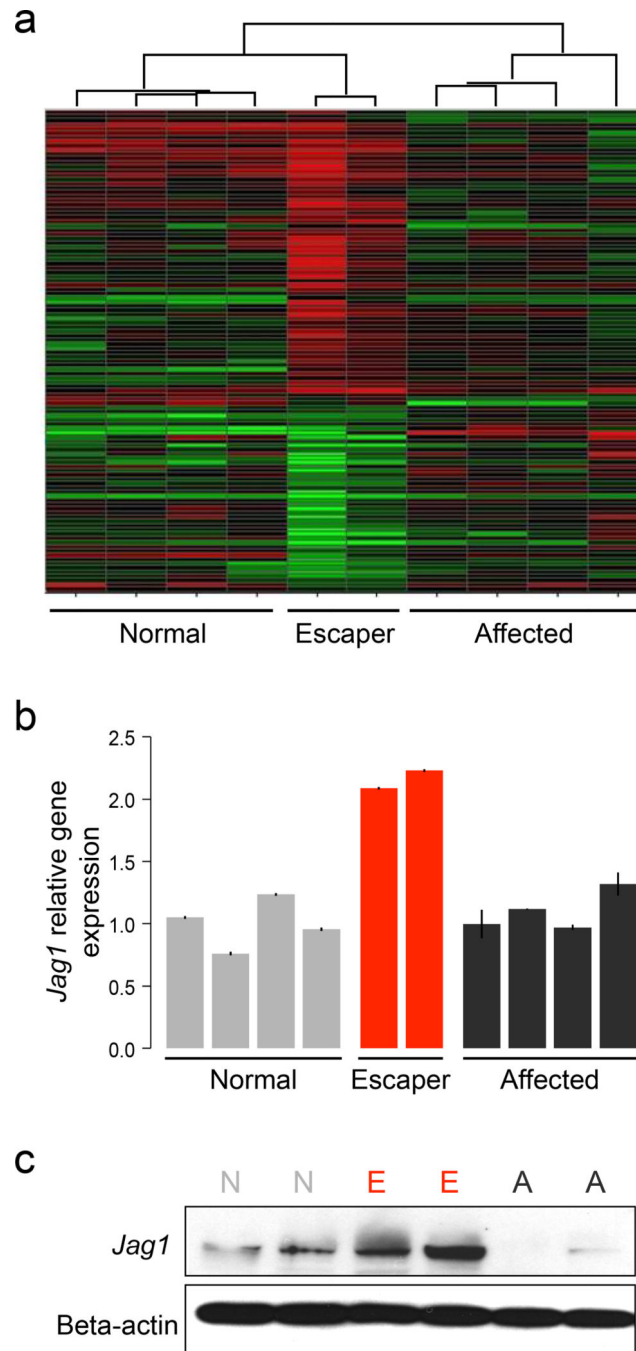 a
Normal Escaper Affected
b
Jag1 relative gene
expression
2.5
2.0
1.5
1.0
0.5
0.0
Normal Escaper Affected
c
N N E E A A
Jag1
Beta-actin